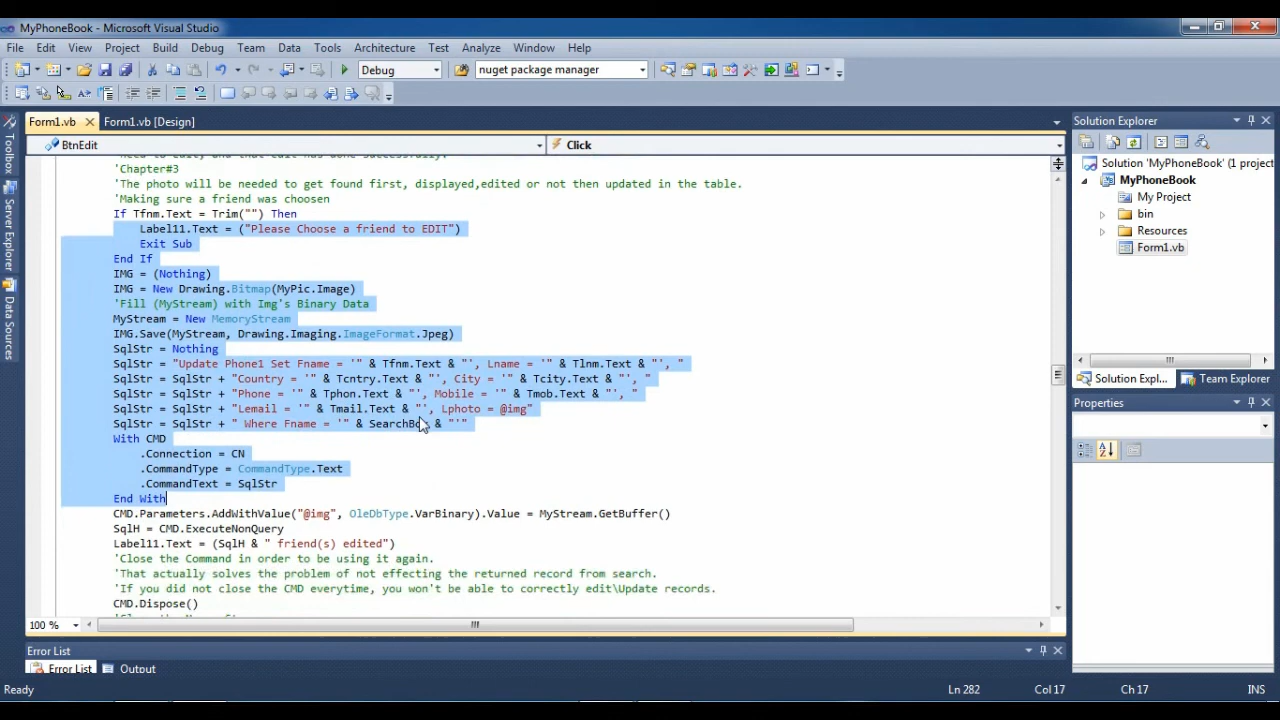 MyPhoneBook - Microsoft Visual Studio
File Edit View Project Build Debug Team Data Tools Architecture Test Analyze Window Help
Debug nuget package manager
Form1.vb Form1.vb [Design]
BtnEdit Click
'Chapter#3
'The photo will be needed to get found first, displayed,edited or not then updated in the table.
'Making sure a friend was choosen
If Tfnm.Text = Trim("") Then
Label11.Text = ("Please Choose a friend to EDIT")
Exit Sub
End If
IMG = (Nothing)
IMG = New Drawing.Bitmap(MyPic.Image)
'Fill (MyStream) with Img's Binary Data
MyStream = New MemoryStream
IMG.Save(MyStream, Drawing.Imaging.ImageFormat.Jpeg)
SqlStr = Nothing
SqlStr = "Update Phone1 Set Fname = '" & Tfnm.Text & "', Lname = '" & Tlnm.Text & "', "
SqlStr = SqlStr + "Country = '" & Tcntry.Text & "', City = '" & Tcity.Text & "', "
SqlStr = SqlStr + "Phone = '" & Tphon.Text & "', Mobile = '" & Tmob.Text & "', "
SqlStr = SqlStr + "Lemail = '" & Tmail.Text & "', Lphoto = @img"
SqlStr = SqlStr + " Where Fname = '" & SearchBox & "'"
With CMD
.Connection = CN
.CommandType = CommandType.Text
.CommandText = SqlStr
End With
CMD.Parameters.AddWithValue("@img", OleDbType.VarBinary).Value = MyStream.GetBuffer()
SqlH = CMD.ExecuteNonQuery
Label11.Text = (SqlH & " friend(s) edited")
'Close the Command in order to be using it again.
'That actually solves the problem of not effecting the returned record from search.
'If you did not close the CMD everytime, you won't be able to correctly edit\Update records.
CMD.Dispose()
100 %
Error List
Error List Output
Ready Ln 282 Col 17 Ch 17 INS
Toolbox
Server Explorer
Data Sources
Solution Explorer
Solution 'MyPhoneBook' (1 project
MyPhoneBook
My Project
bin
Resources
Form1.vb
Solution Expl... Team Explorer
Properties